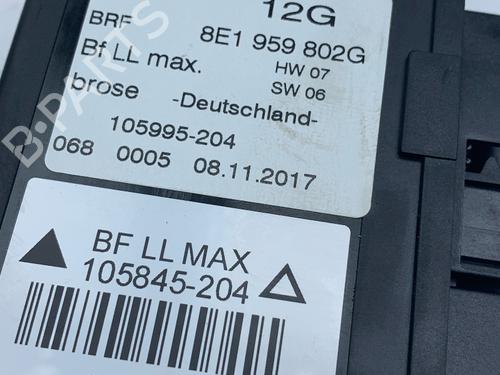 12G
BRF 8E1 959 802G
Bf LL max. HW 07
SW 06
brose -Deutschland-
105995-204
068 0005 08.11.2017
BF LL MAX
105845-204
B-PARTS